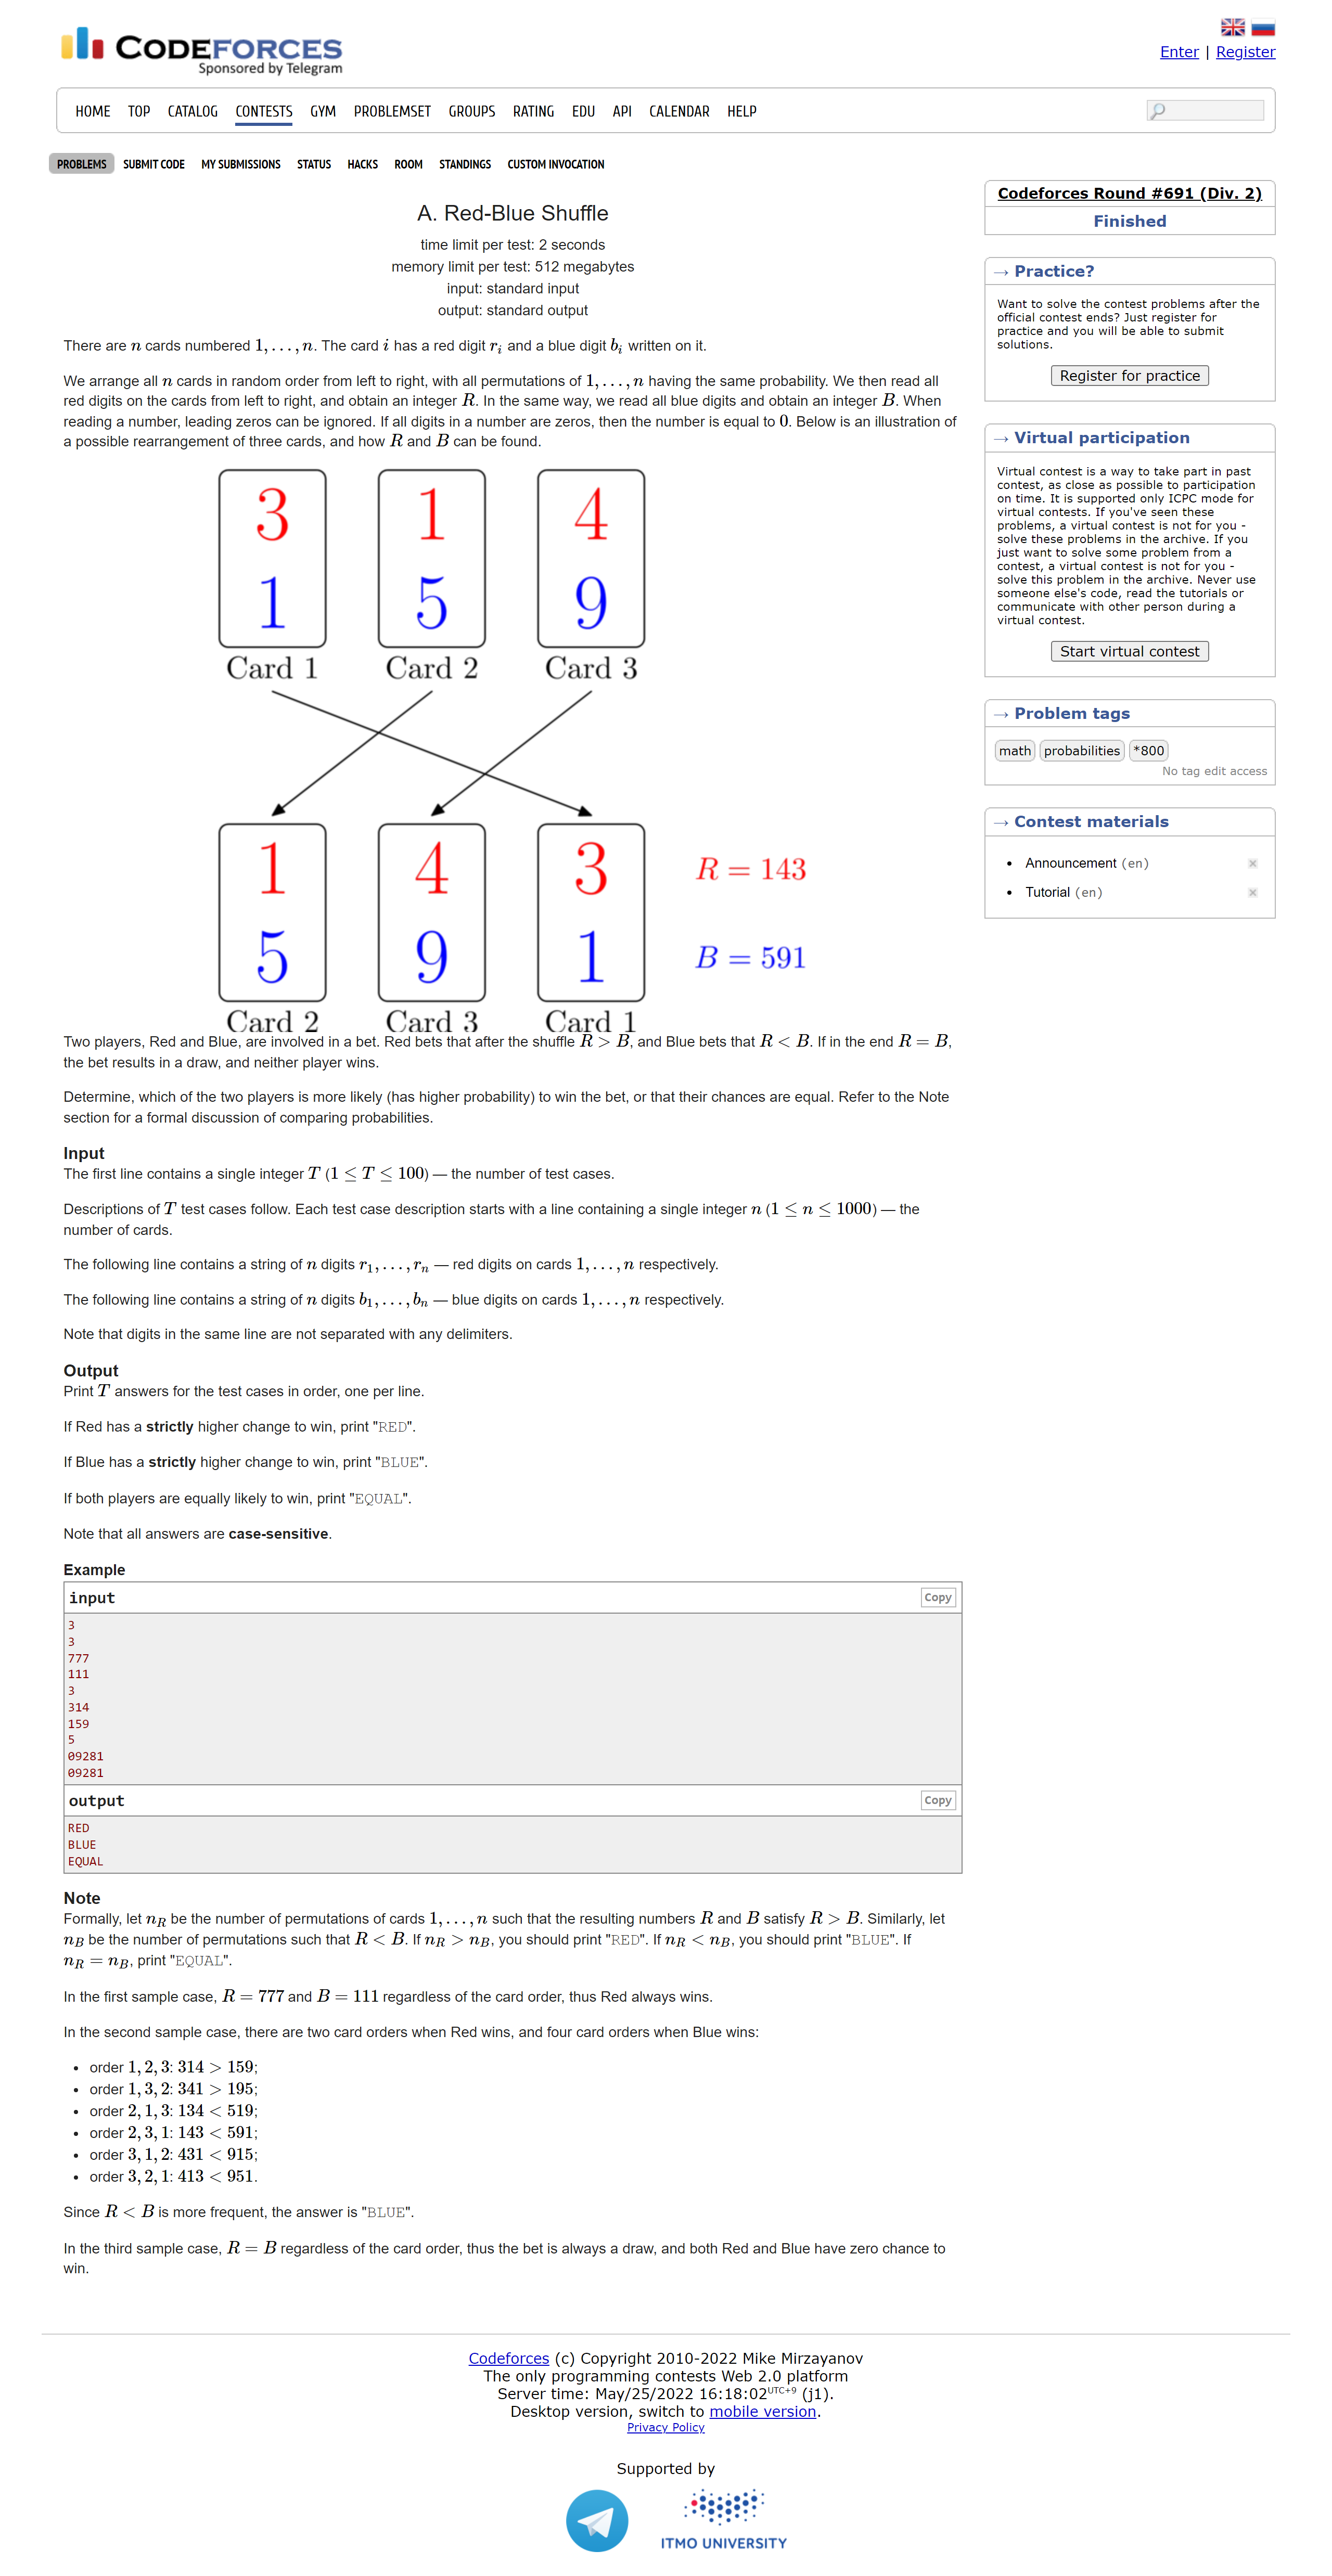 CODEFORCES
Sponsored by Telegram
Enter | Register
HOME TOP CATALOG CONTESTS GYM PROBLEMSET GROUPS RATING EDU API CALENDAR HELP
PROBLEMS SUBMIT CODE MY SUBMISSIONS STATUS HACKS ROOM STANDINGS CUSTOM INVOCATION
A. Red-Blue Shuffle
time limit per test: 2 seconds
memory limit per test: 512 megabytes
input: standard input
output: standard output
There are n cards numbered 1, . . . , n. The card i has a red digit r_i and a blue digit b_i written on it.
We arrange all n cards in random order from left to right, with all permutations of 1, . . . , n having the same probability. We then read all
red digits on the cards from left to right, and obtain an integer R. In the same way, we read all blue digits and obtain an integer B. When
reading a number, leading zeros can be ignored. If all digits in a number are zeros, then the number is equal to 0. Below is an illustration of
a possible rearrangement of three cards, and how R and B can be found.
3 1 4
1 5 9
Card 1 Card 2 Card 3
1 4 3 R = 143
5 9 1 B = 591
Card 2 Card 3 Card 1
Two players, Red and Blue, are involved in a bet. Red bets that after the shuffle R > B, and Blue bets that R < B. If in the end R = B,
the bet results in a draw, and neither player wins.
Determine, which of the two players is more likely (has higher probability) to win the bet, or that their chances are equal. Refer to the Note
section for a formal discussion of comparing probabilities.
Input
The first line contains a single integer T (1 ≤ T ≤ 100) — the number of test cases.
Descriptions of T test cases follow. Each test case description starts with a line containing a single integer n (1 ≤ n ≤ 1000) — the
number of cards.
The following line contains a string of n digits r_1, . . . , r_n — red digits on cards 1, . . . , n respectively.
The following line contains a string of n digits b_1, . . . , b_n — blue digits on cards 1, . . . , n respectively.
Note that digits in the same line are not separated with any delimiters.
Output
Print T answers for the test cases in order, one per line.
If Red has a strictly higher change to win, print "RED".
If Blue has a strictly higher change to win, print "BLUE".
If both players are equally likely to win, print "EQUAL".
Note that all answers are case-sensitive.
Example
input Copy
3
3
777
111
3
314
159
5
09281
09281
output Copy
RED
BLUE
EQUAL
Note
Formally, let n_R be the number of permutations of cards 1, . . . , n such that the resulting numbers R and B satisfy R > B. Similarly, let
n_B be the number of permutations such that R < B. If n_R > n_B, you should print "RED". If n_R < n_B, you should print "BLUE". If
n_R = n_B, print "EQUAL".
In the first sample case, R = 777 and B = 111 regardless of the card order, thus Red always wins.
In the second sample case, there are two card orders when Red wins, and four card orders when Blue wins:
• order 1, 2, 3: 314 > 159;
• order 1, 3, 2: 341 > 195;
• order 2, 1, 3: 134 < 519;
• order 2, 3, 1: 143 < 591;
• order 3, 1, 2: 431 < 915;
• order 3, 2, 1: 413 < 951.
Since R < B is more frequent, the answer is "BLUE".
In the third sample case, R = B regardless of the card order, thus the bet is always a draw, and both Red and Blue have zero chance to
win.
Codeforces Round #691 (Div. 2)
Finished
→ Practice?
Want to solve the contest problems after the
official contest ends? Just register for
practice and you will be able to submit
solutions.
Register for practice
→ Virtual participation
Virtual contest is a way to take part in past
contest, as close as possible to participation
on time. It is supported only ICPC mode for
virtual contests. If you've seen these
problems, a virtual contest is not for you -
solve these problems in the archive. If you
just want to solve some problem from a
contest, a virtual contest is not for you -
solve this problem in the archive. Never use
someone else's code, read the tutorials or
communicate with other person during a
virtual contest.
Start virtual contest
→ Problem tags
math probabilities *800
No tag edit access
→ Contest materials
• Announcement (en)
• Tutorial (en)
Codeforces (c) Copyright 2010-2022 Mike Mirzayanov
The only programming contests Web 2.0 platform
Server time: May/25/2022 16:18:02 UTC+9 (j1).
Desktop version, switch to mobile version.
Privacy Policy
Supported by
ITMO UNIVERSITY